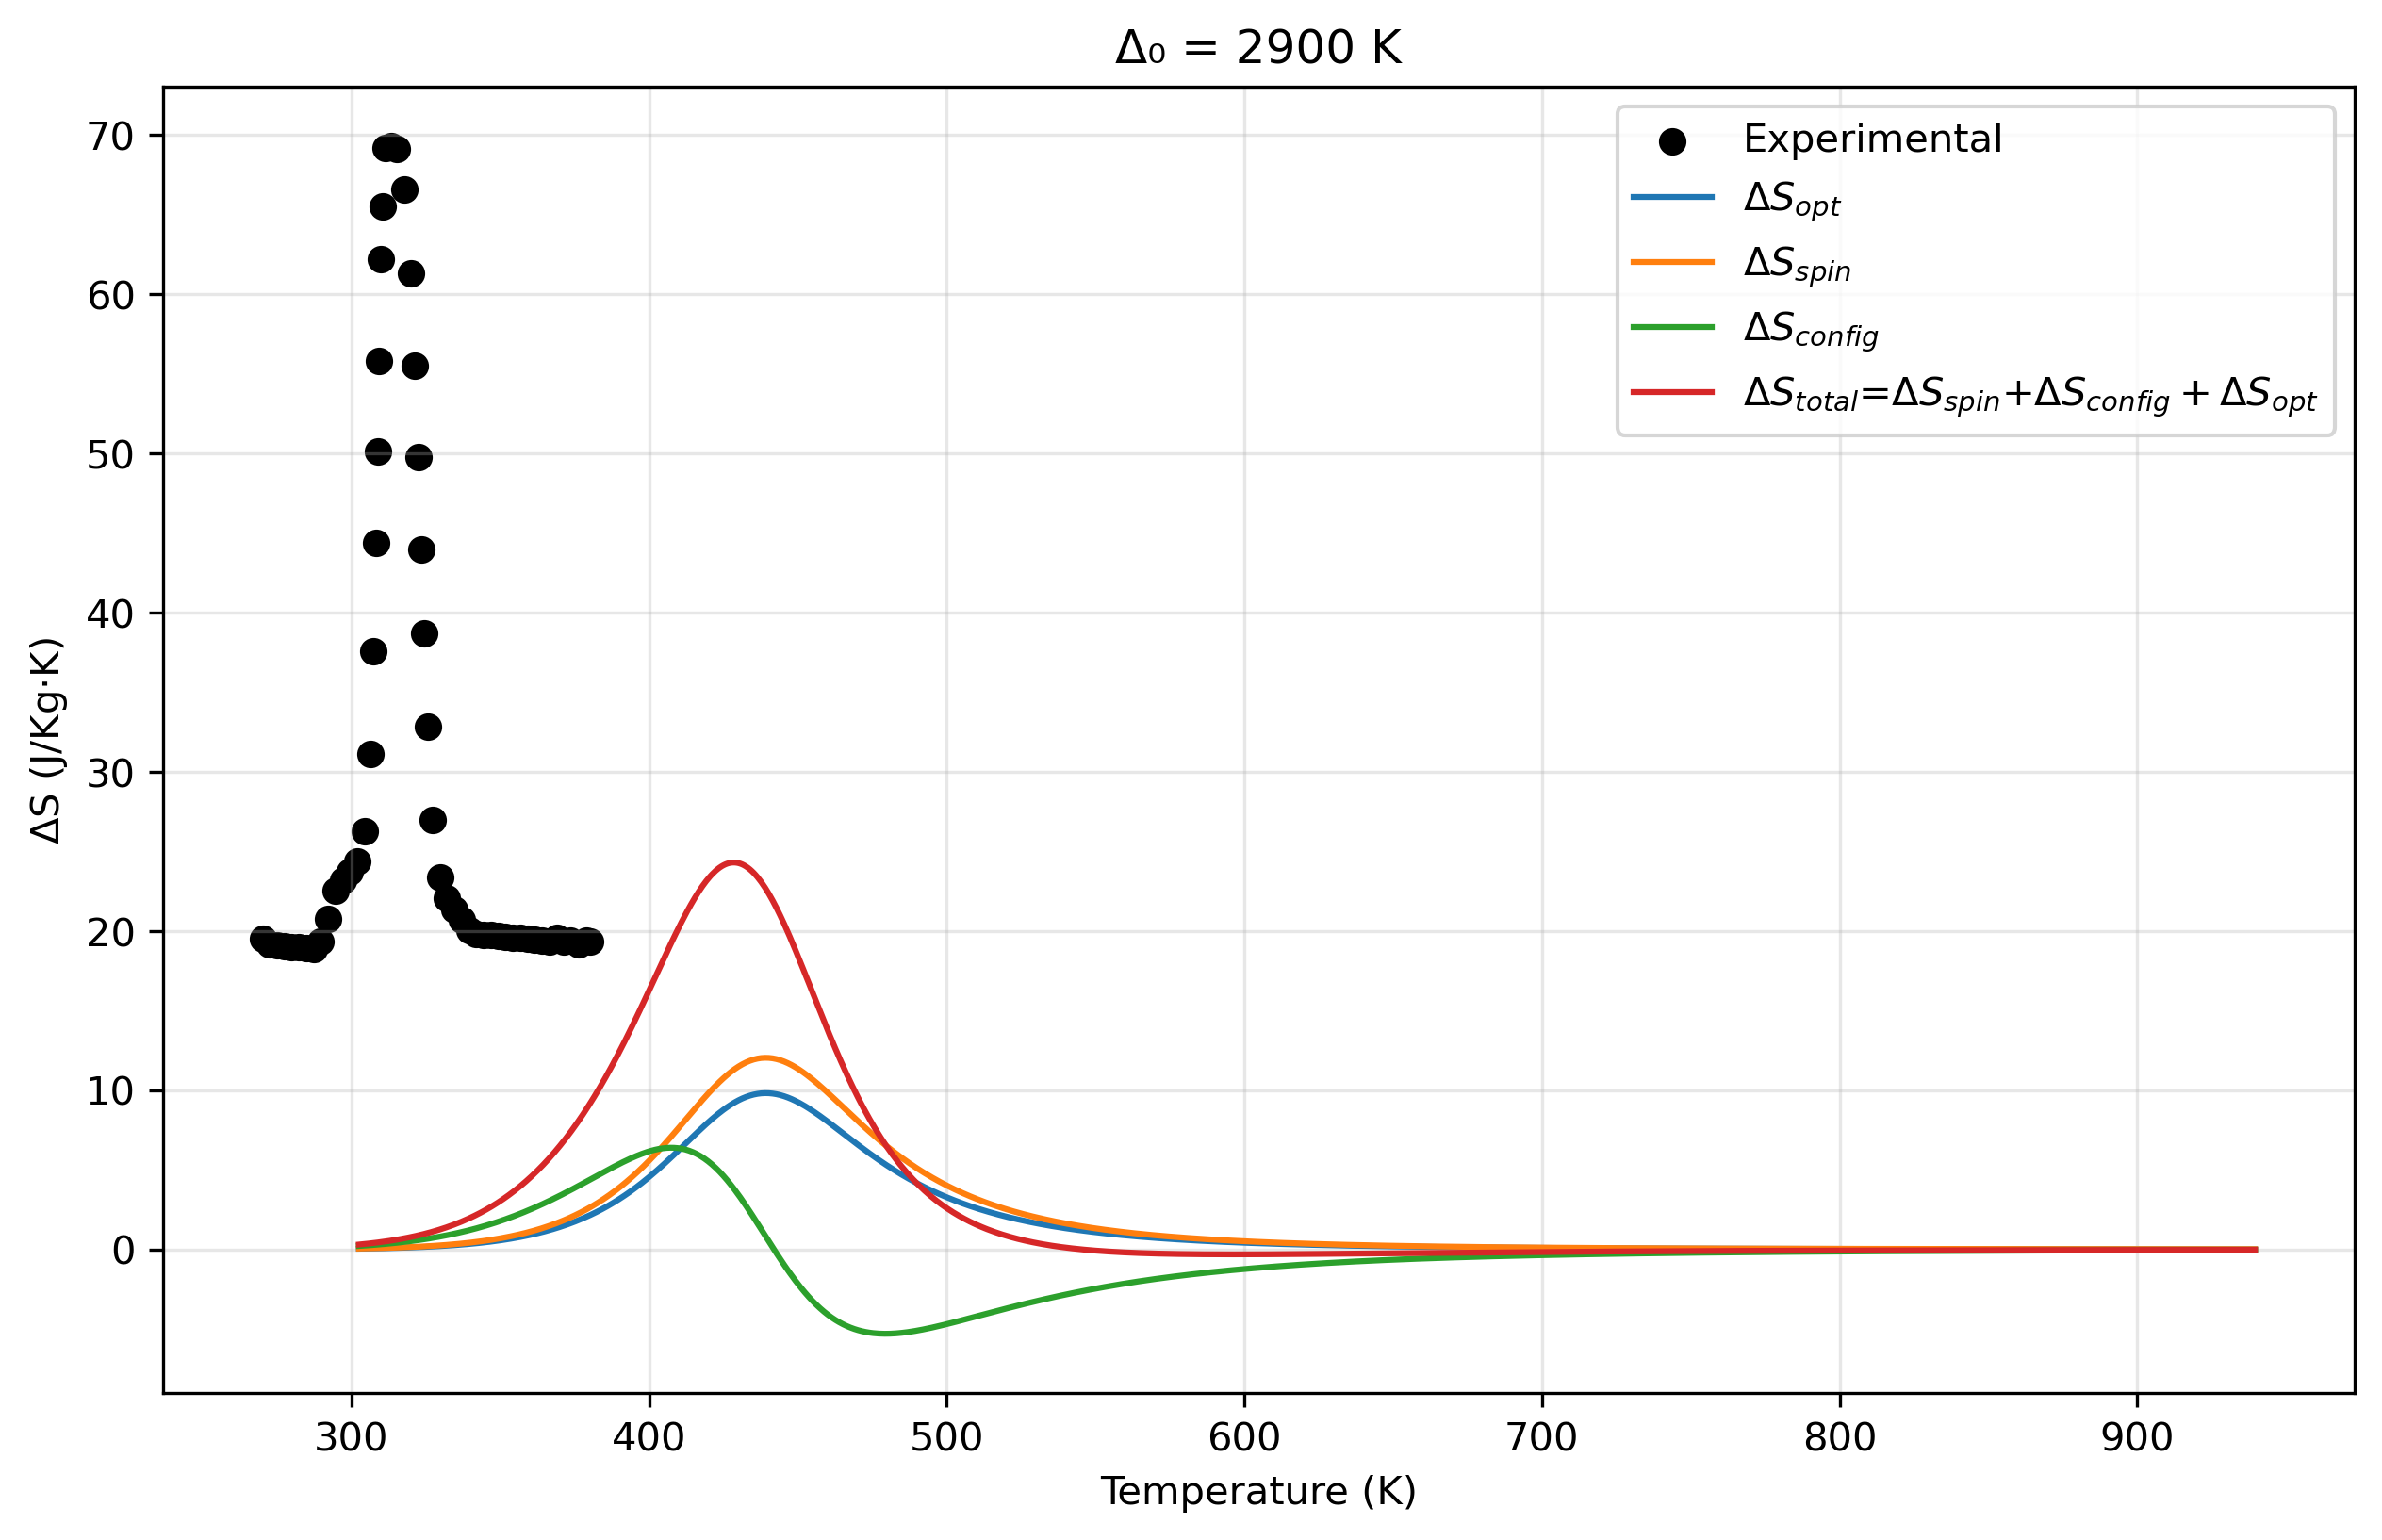 Δ₀ = 2900 K
70
60
50
40
30
20
10
0
ΔS (J/Kg·K)
Experimental
ΔS_opt
ΔS_spin
ΔS_config
ΔS_total=ΔS_spin+ΔS_config + ΔS_opt
300 400 500 600 700 800 900
Temperature (K)